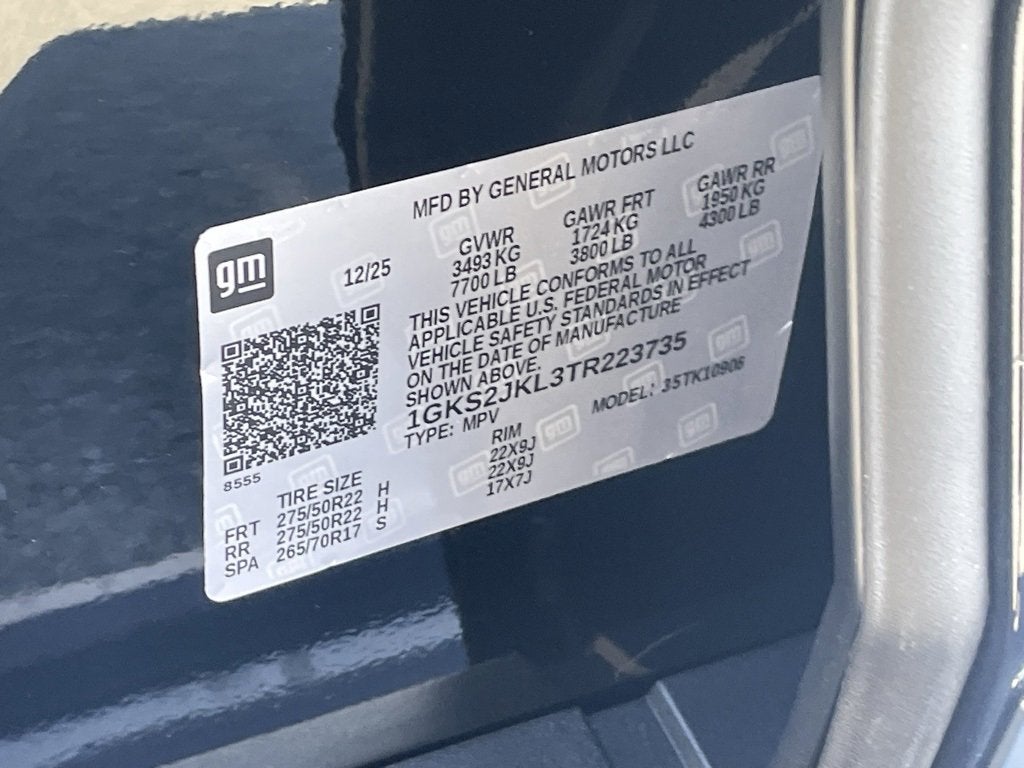 MFD BY GENERAL MOTORS LLC
gm
12/25
GVWR GAWR FRT GAWR RR
3493 KG 1724 KG 1950 KG
7700 LB 3800 LB 4300 LB
THIS VEHICLE CONFORMS TO ALL
APPLICABLE U.S. FEDERAL MOTOR
VEHICLE SAFETY STANDARDS IN EFFECT
ON THE DATE OF MANUFACTURE
SHOWN ABOVE.
1GKS2JKL3TR223735
TYPE: MPV MODEL: 35TK10906
8555
TIRE SIZE RIM
FRT 275/50R22 H 22X9J
RR 275/50R22 H 22X9J
SPA 265/70R17 S 17X7J